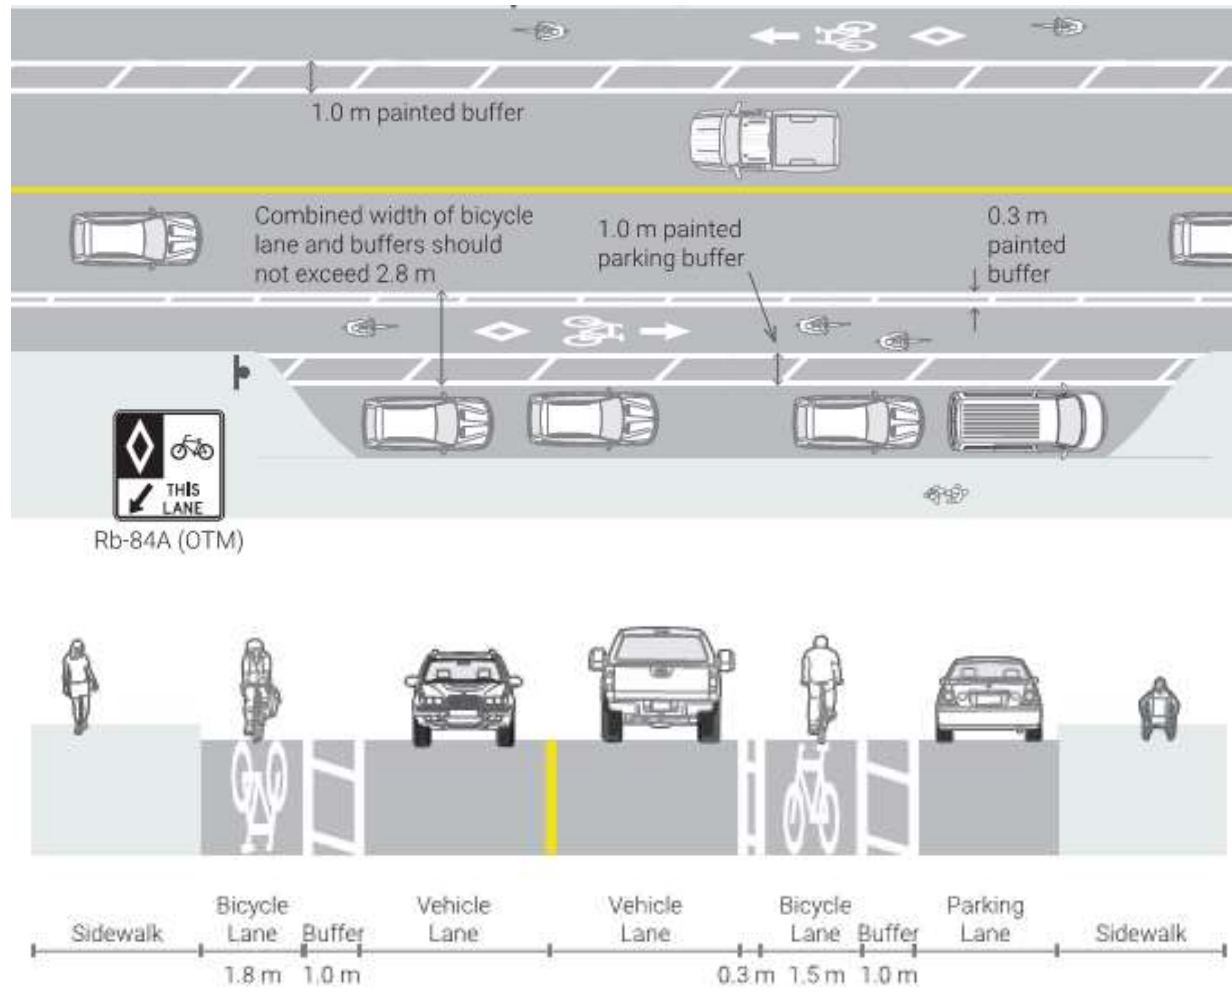 1.0 m painted buffer
Combined width of bicycle
lane and buffers should
not exceed 2.8 m
1.0 m painted
parking buffer
0.3 m
painted
buffer
THIS
LANE
Rb-84A (OTM)
Sidewalk
Bicycle
Lane
Buffer
Vehicle
Lane
Vehicle
Lane
Bicycle
Lane
Buffer
Parking
Lane
Sidewalk
1.8 m
1.0 m
0.3 m
1.5 m
1.0 m